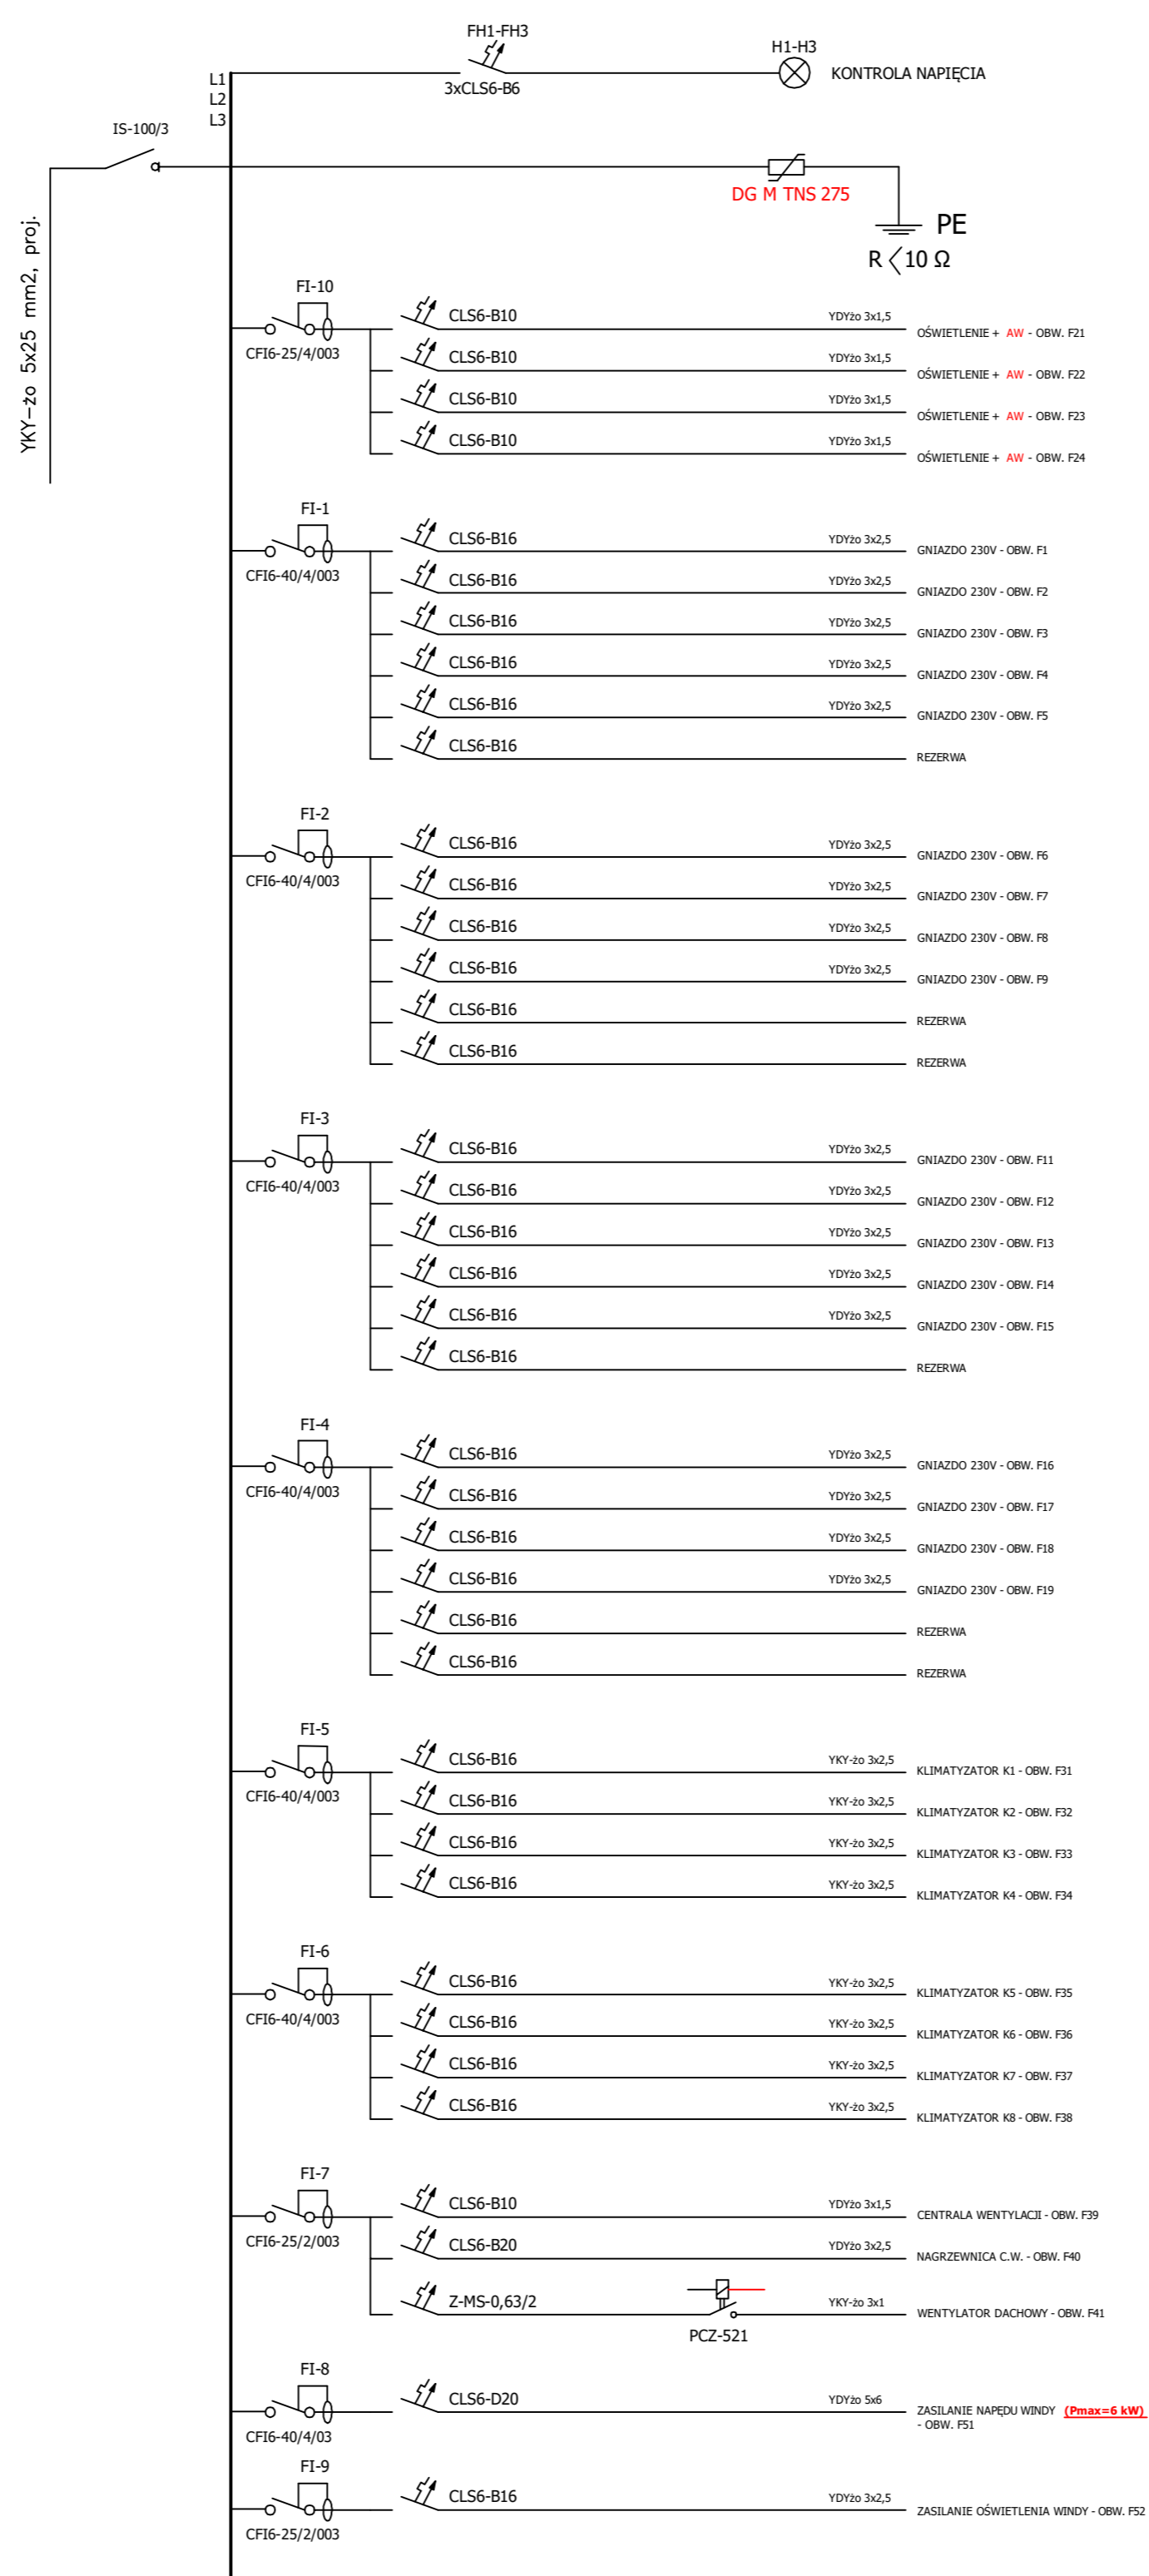 FH1-FH3
3xCLS6-B6
H1-H3
KONTROLA NAPIĘCIA
L1
L2
L3
IS-100/3
YKY-żo 5x25 mm2, proj.
DG M TNS 275
PE
R < 10 Ω
FI-10
CFI6-25/4/003
CLS6-B10 YDYżo 3x1,5 OŚWIETLENIE + AW - OBW. F21
CLS6-B10 YDYżo 3x1,5 OŚWIETLENIE + AW - OBW. F22
CLS6-B10 YDYżo 3x1,5 OŚWIETLENIE + AW - OBW. F23
CLS6-B10 YDYżo 3x1,5 OŚWIETLENIE + AW - OBW. F24
FI-1
CFI6-40/4/003
CLS6-B16 YDYżo 3x2,5 GNIAZDO 230V - OBW. F1
CLS6-B16 YDYżo 3x2,5 GNIAZDO 230V - OBW. F2
CLS6-B16 YDYżo 3x2,5 GNIAZDO 230V - OBW. F3
CLS6-B16 YDYżo 3x2,5 GNIAZDO 230V - OBW. F4
CLS6-B16 YDYżo 3x2,5 GNIAZDO 230V - OBW. F5
CLS6-B16 REZERWA
FI-2
CFI6-40/4/003
CLS6-B16 YDYżo 3x2,5 GNIAZDO 230V - OBW. F6
CLS6-B16 YDYżo 3x2,5 GNIAZDO 230V - OBW. F7
CLS6-B16 YDYżo 3x2,5 GNIAZDO 230V - OBW. F8
CLS6-B16 YDYżo 3x2,5 GNIAZDO 230V - OBW. F9
CLS6-B16 REZERWA
CLS6-B16 REZERWA
FI-3
CFI6-40/4/003
CLS6-B16 YDYżo 3x2,5 GNIAZDO 230V - OBW. F11
CLS6-B16 YDYżo 3x2,5 GNIAZDO 230V - OBW. F12
CLS6-B16 YDYżo 3x2,5 GNIAZDO 230V - OBW. F13
CLS6-B16 YDYżo 3x2,5 GNIAZDO 230V - OBW. F14
CLS6-B16 YDYżo 3x2,5 GNIAZDO 230V - OBW. F15
CLS6-B16 REZERWA
FI-4
CFI6-40/4/003
CLS6-B16 YDYżo 3x2,5 GNIAZDO 230V - OBW. F16
CLS6-B16 YDYżo 3x2,5 GNIAZDO 230V - OBW. F17
CLS6-B16 YDYżo 3x2,5 GNIAZDO 230V - OBW. F18
CLS6-B16 YDYżo 3x2,5 GNIAZDO 230V - OBW. F19
CLS6-B16 REZERWA
CLS6-B16 REZERWA
FI-5
CFI6-40/4/003
CLS6-B16 YKY-żo 3x2,5 KLIMATYZATOR K1 - OBW. F31
CLS6-B16 YKY-żo 3x2,5 KLIMATYZATOR K2 - OBW. F32
CLS6-B16 YKY-żo 3x2,5 KLIMATYZATOR K3 - OBW. F33
CLS6-B16 YKY-żo 3x2,5 KLIMATYZATOR K4 - OBW. F34
FI-6
CFI6-40/4/003
CLS6-B16 YKY-żo 3x2,5 KLIMATYZATOR K5 - OBW. F35
CLS6-B16 YKY-żo 3x2,5 KLIMATYZATOR K6 - OBW. F36
CLS6-B16 YKY-żo 3x2,5 KLIMATYZATOR K7 - OBW. F37
CLS6-B16 YKY-żo 3x2,5 KLIMATYZATOR K8 - OBW. F38
FI-7
CFI6-25/2/003
CLS6-B10 YDYżo 3x1,5 CENTRALA WENTYLACJI - OBW. F39
CLS6-B20 YDYżo 3x2,5 NAGRZEWNICA C.W. - OBW. F40
Z-MS-0,63/2 YKY-żo 3x1 WENTYLATOR DACHOWY - OBW. F41
PCZ-521
FI-8
CFI6-40/4/03
CLS6-D20 YDYżo 5x6 ZASILANIE NAPĘDU WINDY (Pmax=6 kW)
- OBW. F51
FI-9
CFI6-25/2/003
CLS6-B16 YDYżo 3x2,5 ZASILANIE OŚWIETLENIA WINDY - OBW. F52